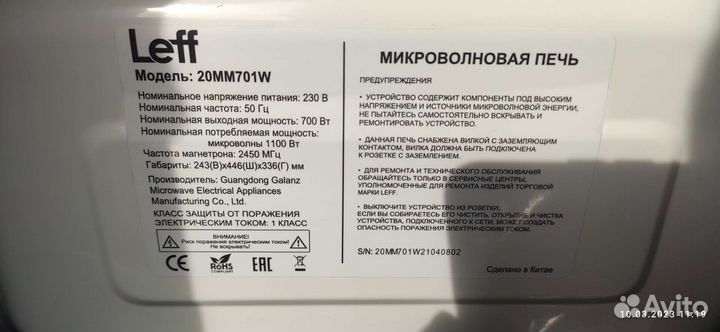 Leff
Модель: 20MM701W
Номинальное напряжение питания: 230 В
Номинальная частота: 50 Гц
Номинальная выходная мощность: 700 Вт
Номинальная потребляемая мощность:
микроволны 1100 Вт
Частота магнетрона: 2450 МГц
Габариты: 243(В)х446(Ш)х336(Г) мм
Производитель: Guangdong Galanz
Microwave Electrical Appliances
Manufacturing Co., Ltd.
КЛАСС ЗАЩИТЫ ОТ ПОРАЖЕНИЯ
ЭЛЕКТРИЧЕСКИМ ТОКОМ: 1 КЛАСС
ВНИМАНИЕ!
Риск поражения электрическим током!
Не вскрывать!
CE
RoHS
COMPLIANT
EAC
МИКРОВОЛНОВАЯ ПЕЧЬ
ПРЕДУПРЕЖДЕНИЯ
• УСТРОЙСТВО СОДЕРЖИТ КОМПОНЕНТЫ ПОД ВЫСОКИМ
НАПРЯЖЕНИЕМ И ИСТОЧНИКИ МИКРОВОЛНОВОЙ ЭНЕРГИИ,
НЕ ПЫТАЙТЕСЬ САМОСТОЯТЕЛЬНО ВСКРЫВАТЬ И
РЕМОНТИРОВАТЬ УСТРОЙСТВО.
• ДАННАЯ ПЕЧЬ СНАБЖЕНА ВИЛКОЙ С ЗАЗЕМЛЯЮЩИМ
КОНТАКТОМ, ВИЛКА ДОЛЖНА БЫТЬ ПОДКЛЮЧЕНА
К РОЗЕТКЕ С ЗАЗЕМЛЕНИЕМ.
• ДЛЯ РЕМОНТА И ТЕХНИЧЕСКОГО ОБСЛУЖИВАНИЯ
ОБРАЩАЙТЕСЬ ТОЛЬКО В СЕРВИСНЫЕ ЦЕНТРЫ,
УПОЛНОМОЧЕННЫЕ ДЛЯ РЕМОНТА ИЗДЕЛИЙ ТОРГОВОЙ
МАРКИ LEFF.
• ВЫКЛЮЧИТЕ УСТРОЙСТВО ИЗ РОЗЕТКИ,
ЕСЛИ ВЫ СОБИРАЕТЕСЬ ЕГО ЧИСТИТЬ. ОТКРЫТИЕ И ЧИСТКА
УСТРОЙСТВА, ПОДКЛЮЧЕННОГО К СЕТИ, МОЖЕТ СОЗДАТЬ
ОПАСНОСТЬ ПОРАЖЕНИЯ ЭЛЕКТРИЧЕСКИМ ТОКОМ.
S/N: 20MM701W21040802
Сделано в Китае
Avito
10.08.2023 11:19